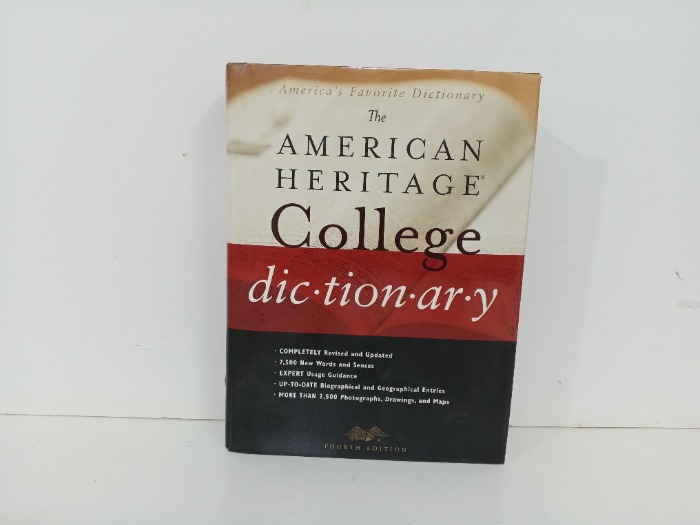 America's Favorite Dictionary
The
AMERICAN
HERITAGE®
College
dic·tion·ar·y
· COMPLETELY Revised and Updated
· 7,500 New Words and Senses
· EXPERT Usage Guidance
· UP-TO-DATE Biographical and Geographical Entries
· MORE THAN 2,500 Photographs, Drawings, and Maps
FOURTH EDITION